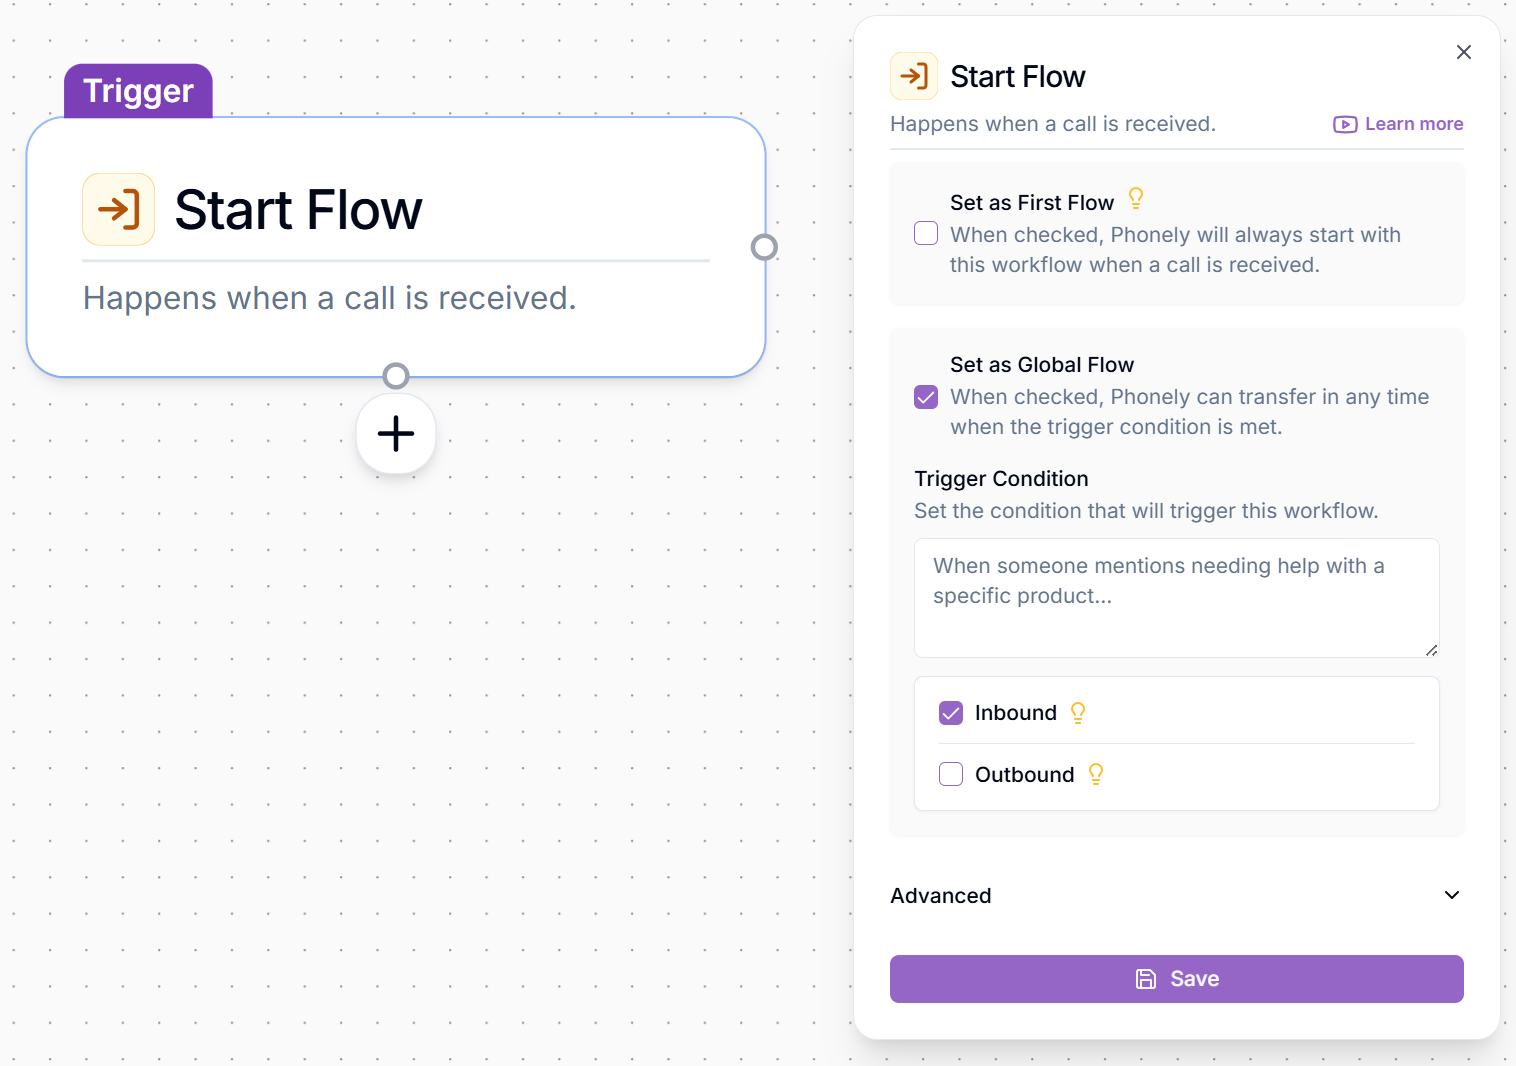 Trigger
Start Flow
Happens when a call is received.
Start Flow
Happens when a call is received.
Learn more
Set as First Flow
When checked, Phonely will always start with
this workflow when a call is received.
Set as Global Flow
When checked, Phonely can transfer in any time
when the trigger condition is met.
Trigger Condition
Set the condition that will trigger this workflow.
When someone mentions needing help with a
specific product...
Inbound
Outbound
Advanced
Save